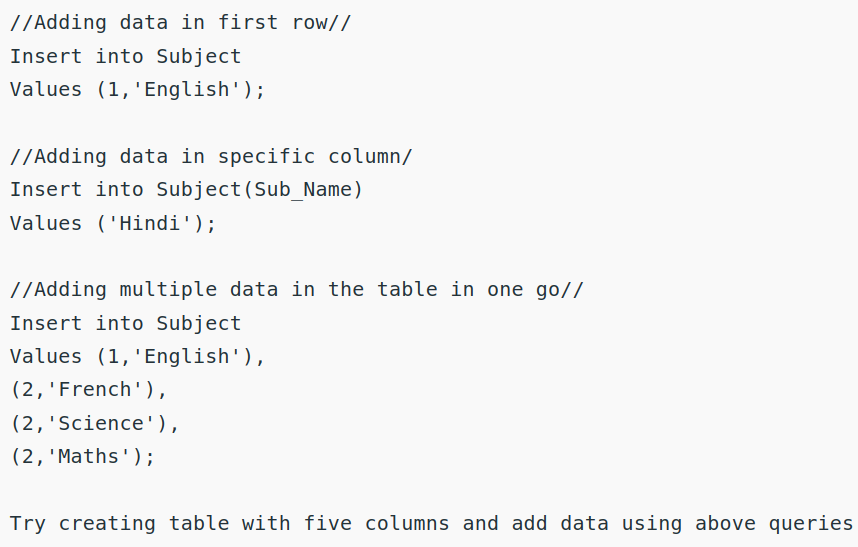 //Adding data in first row//
Insert into Subject
Values (1,'English');
//Adding data in specific column/
Insert into Subject(Sub_Name)
Values ('Hindi');
//Adding multiple data in the table in one go//
Insert into Subject
Values (1,'English'),
(2,'French'),
(2,'Science'),
(2,'Maths');
Try creating table with five columns and add data using above queries